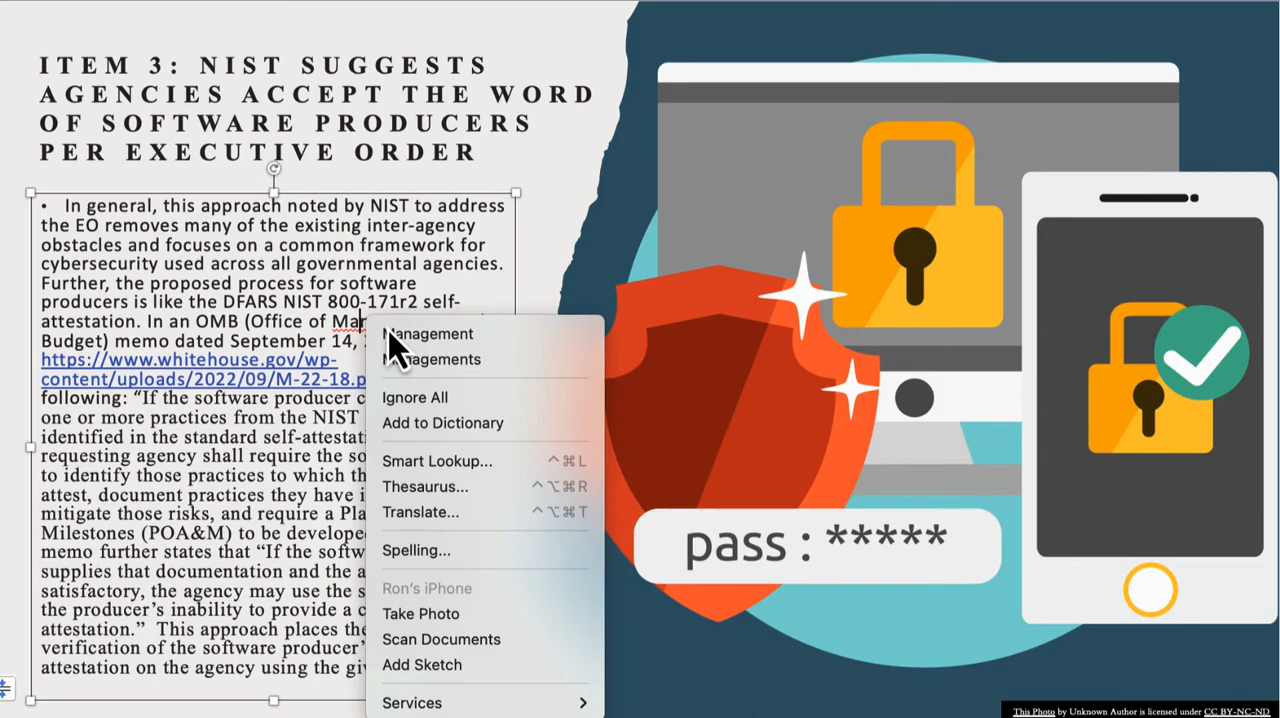 ITEM 3: NIST SUGGESTS
AGENCIES ACCEPT THE WORD
OF SOFTWARE PRODUCERS
PER EXECUTIVE ORDER
• In general, this approach noted by NIST to address
the EO removes many of the existing inter-agency
obstacles and focuses on a common framework for
cybersecurity used across all governmental agencies.
Further, the proposed process for software
producers is like the DFARS NIST 800-171r2 self-
attestation. In an OMB (Office of
Budget) memo dated September 14,
https://www.whitehouse.gov/wp-
content/uploads/2022/09/M-22-18.p
following: “If the software producer
one or more practices from the NIST
identified in the standard
requesting agency shall require the
to identify those practices to which
attest, document practices they have
mitigate those risks, and require a
Milestones (POA&M) to be
memo further states that “If the
supplies that documentation and the
satisfactory, the agency may use the
the producer’s inability to provide a
attestation.” This approach places
verification of the software
attestation on the agency using the
Management
Managements
Ignore All
Add to Dictionary
Smart Lookup... ⌃⌘L
Thesaurus... ⌃⌥⌘R
Translate... ⌃⌥⌘T
Spelling...
Ron's iPhone
Take Photo
Scan Documents
Add Sketch
Services
pass : *****
This Photo by Unknown Author is licensed under CC BY-NC-ND